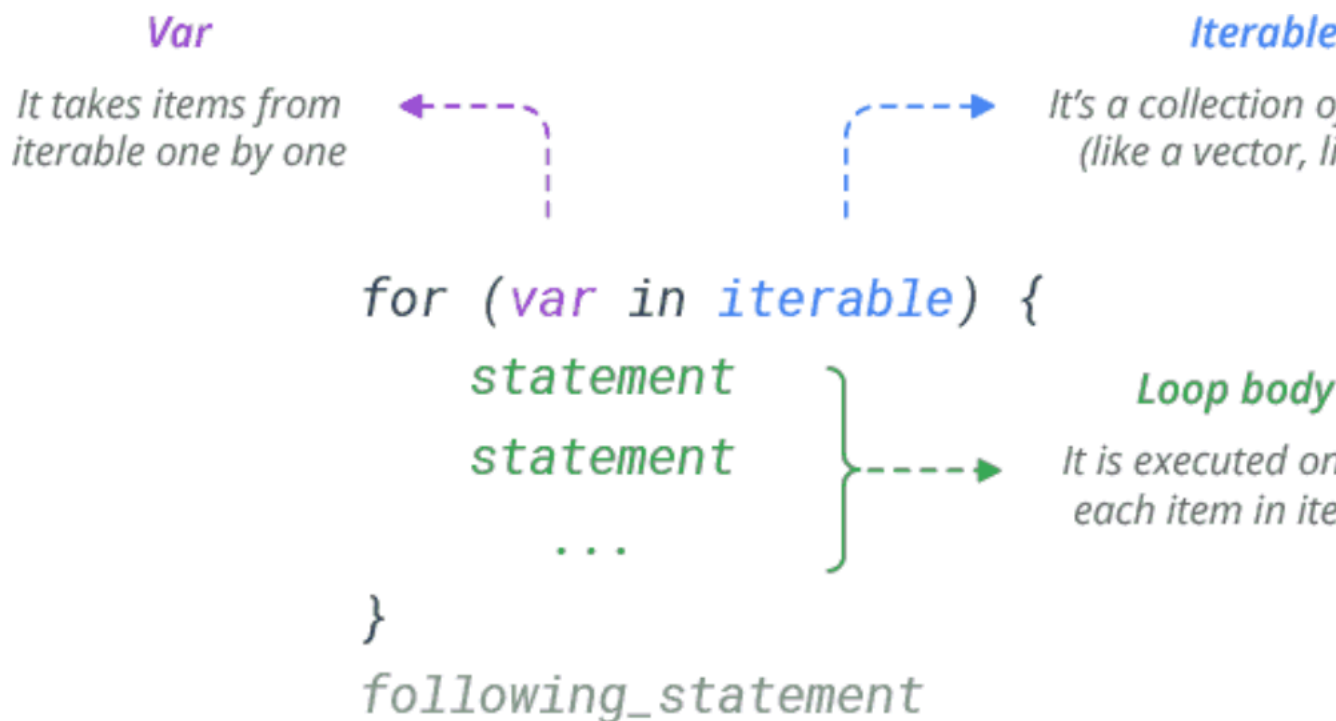 Var
It takes items from
iterable one by one
Iterable
It's a collection
(like a vector,
for (var in iterable) {
statement
statement
...
}
following_statement
Loop body
It is executed
each item in